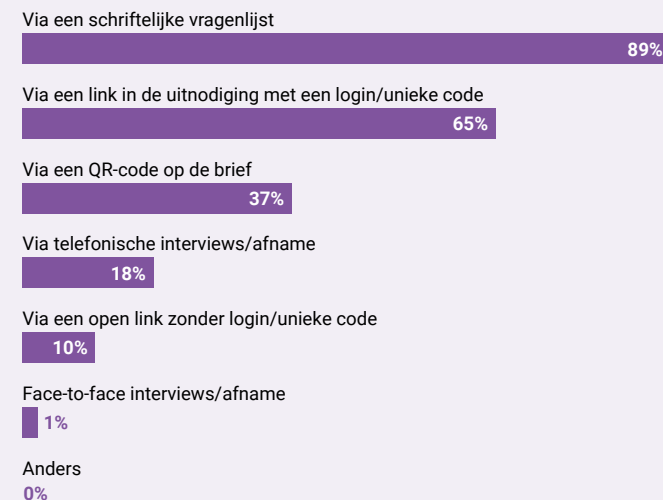 Via een schriftelijke vragenlijst
89%
Via een link in de uitnodiging met een login/unieke code
65%
Via een QR-code op de brief
37%
Via telefonische interviews/afname
18%
Via een open link zonder login/unieke code
10%
Face-to-face interviews/afname
1%
Anders
0%